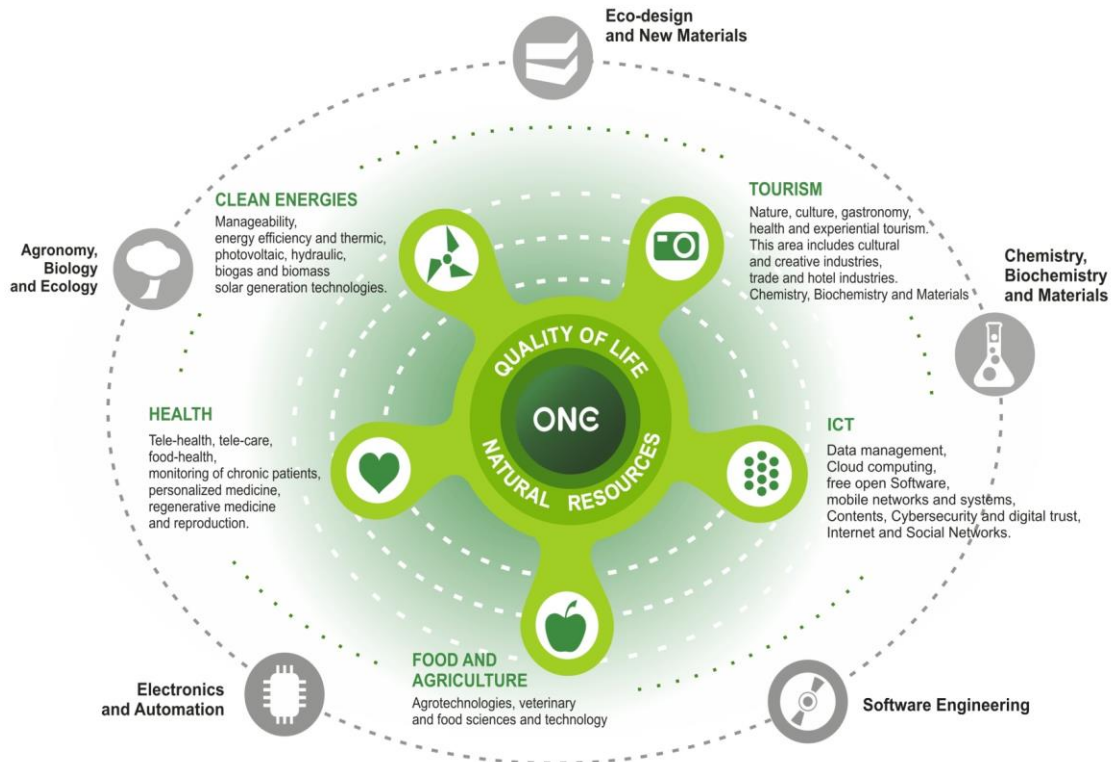 Eco-design
and New Materials
CLEAN ENERGIES
Manageability,
energy efficiency and thermic,
photovoltaic, hydraulic,
biogas and biomass
solar generation technologies.
TOURISM
Nature, culture, gastronomy,
health and experiential tourism.
This area includes cultural
and creative industries,
trade and hotel industries.
Chemistry, Biochemistry and Materials
Agronomy,
Biology
and Ecology
Chemistry,
Biochemistry
and Materials
QUALITY OF LIFE
ONE
NATURAL RESOURCES
HEALTH
Tele-health, tele-care,
food-health,
monitoring of chronic patients,
personalized medicine,
regenerative medicine
and reproduction.
ICT
Data management,
Cloud computing,
free open Software,
mobile networks and systems,
Contents, Cybersecurity and digital trust,
Internet and Social Networks.
FOOD AND
AGRICULTURE
Agrotechnologies, veterinary
and food sciences and technology
Electronics
and Automation
Software Engineering